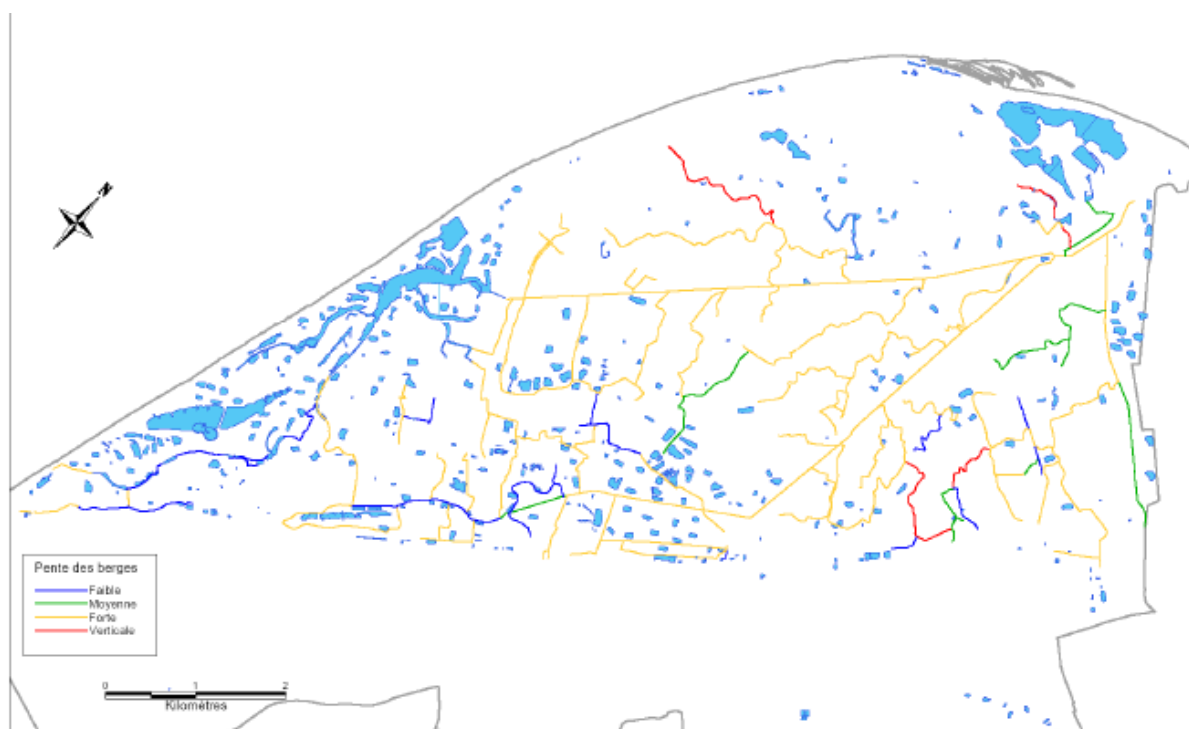 N
Pente des berges
Faible
Moyenne
Forte
Verticale
0 1 2
Kilomètres